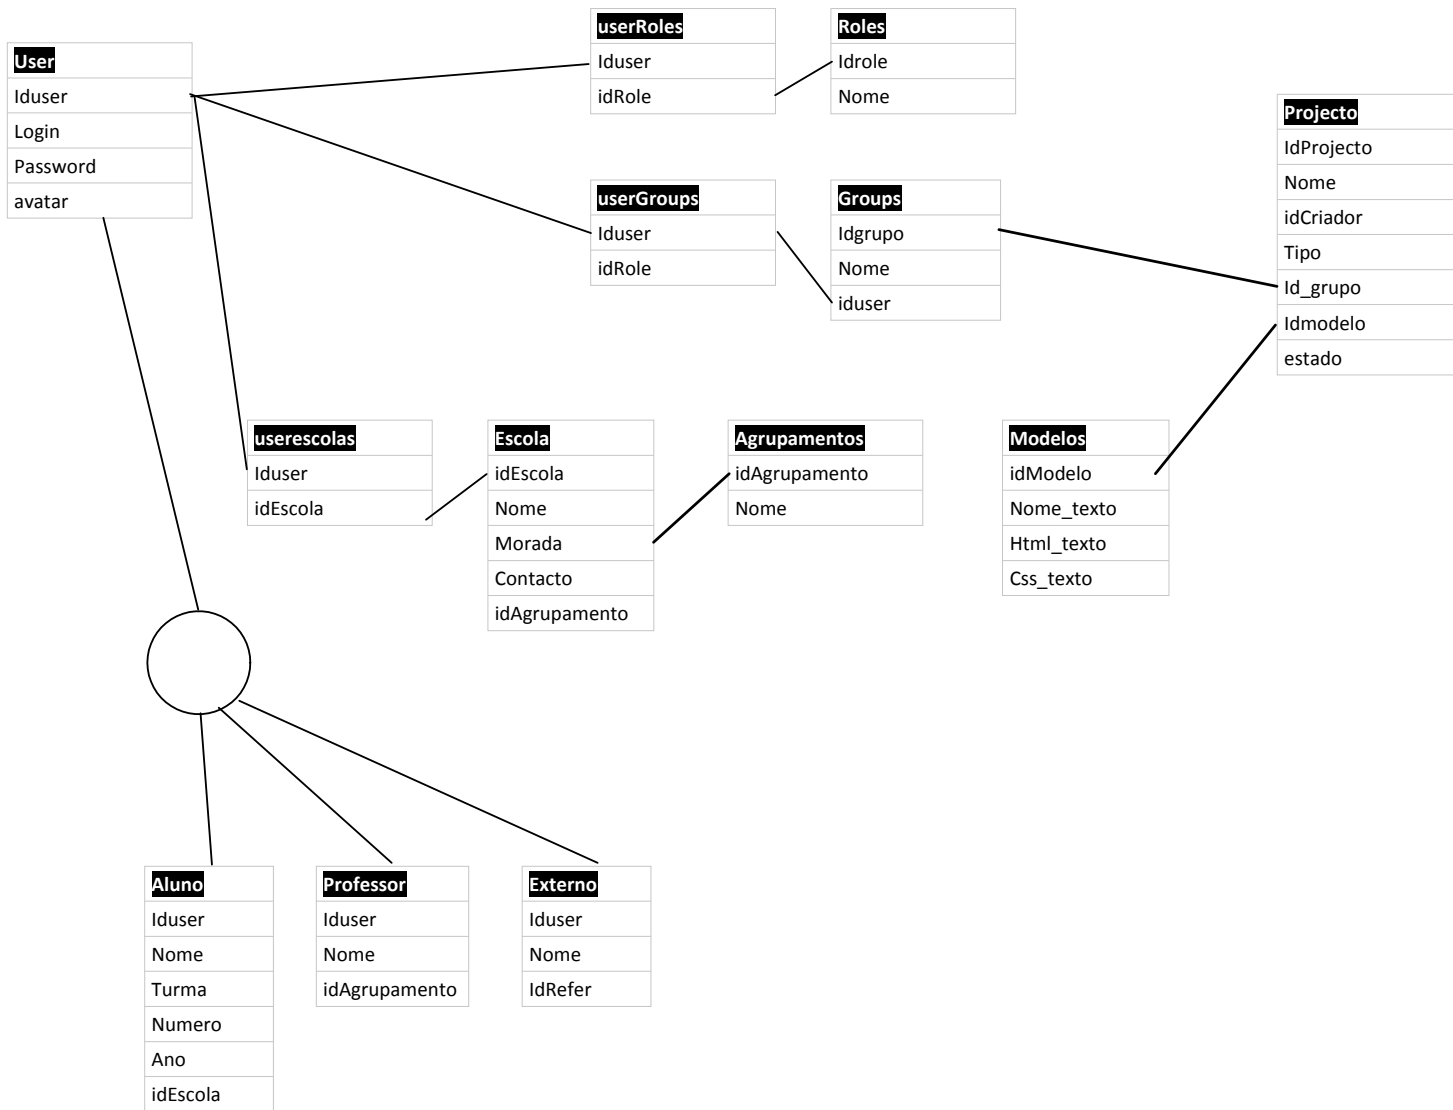 User
Iduser
Login
Password
avatar
userRoles
Iduser
idRole
Roles
Idrole
Nome
userGroups
Iduser
idRole
Groups
Idgrupo
Nome
iduser
Projecto
IdProjecto
Nome
idCriador
Tipo
Id_grupo
Idmodelo
estado
userescolas
Iduser
idEscola
Escola
idEscola
Nome
Morada
Contacto
idAgrupamento
Agrupamentos
idAgrupamento
Nome
Modelos
idModelo
Nome_texto
Html_texto
Css_texto
Aluno
Iduser
Nome
Turma
Numero
Ano
idEscola
Professor
Iduser
Nome
idAgrupamento
Externo
Iduser
Nome
IdRefer